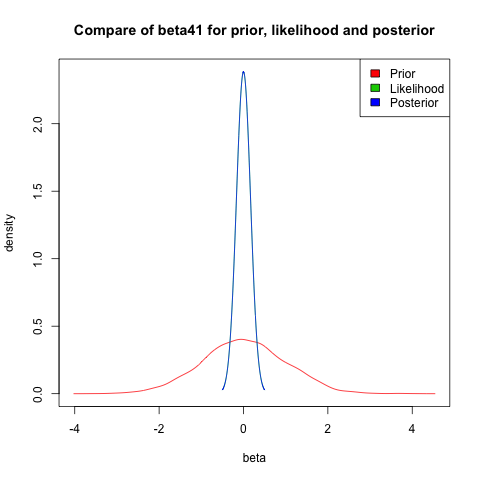 Compare of beta41 for prior, likelihood and posterior
Prior
Likelihood
Posterior
density
2.0
1.5
1.0
0.5
0.0
-4 -2 0 2 4
beta